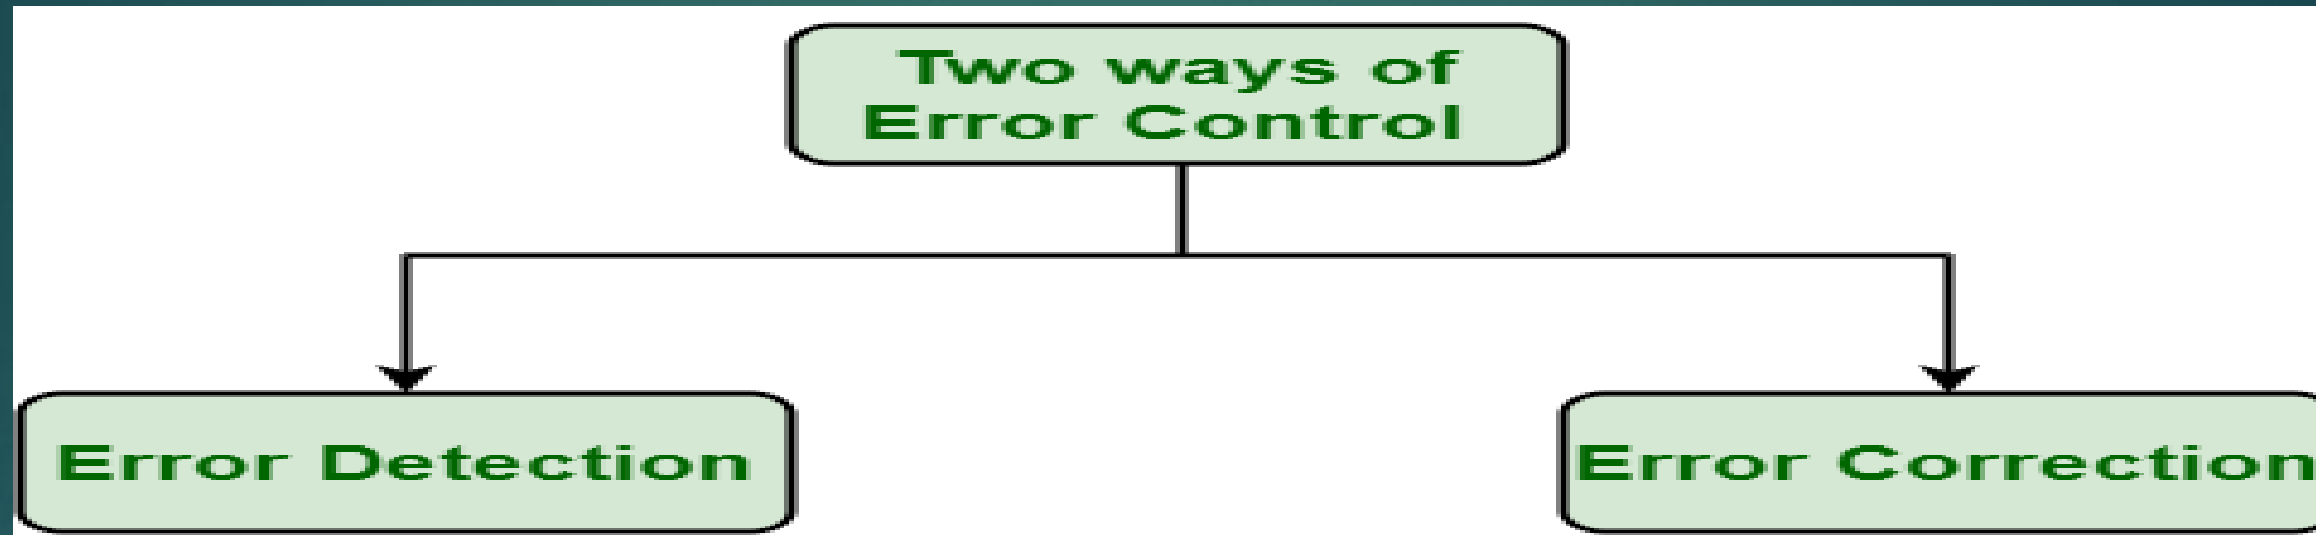 Two ways of
Error Control
Error Detection
Error Correction